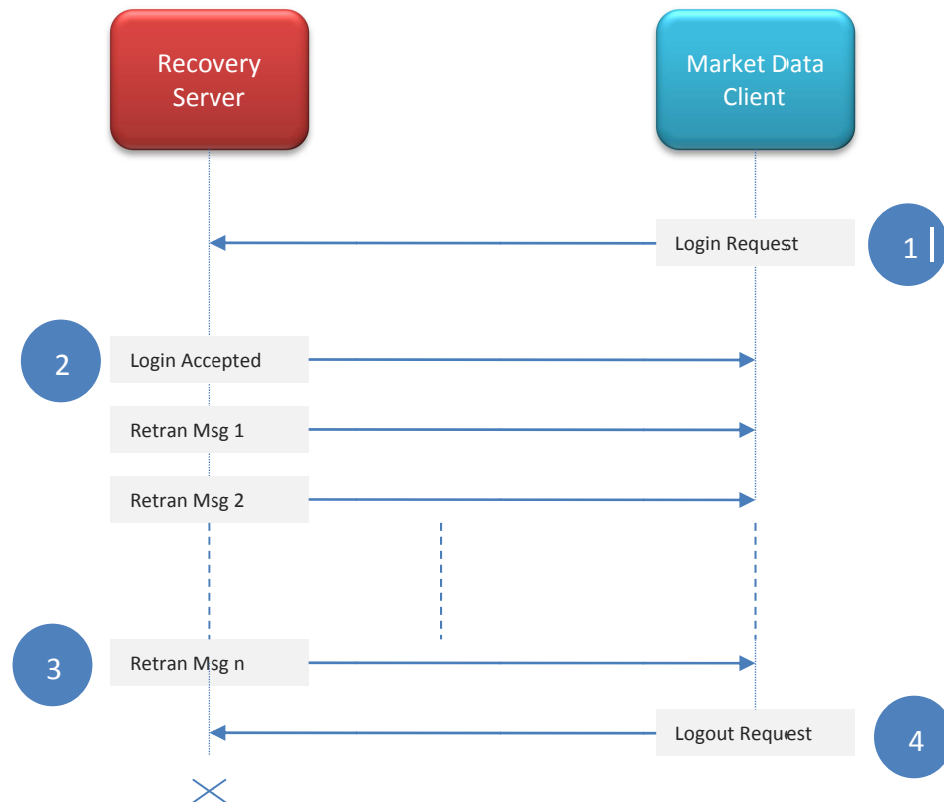 Recovery
Server
Market Data
Client
Login Request
1
2
Login Accepted
Retran Msg 1
Retran Msg 2
3
Retran Msg n
Logout Request
4